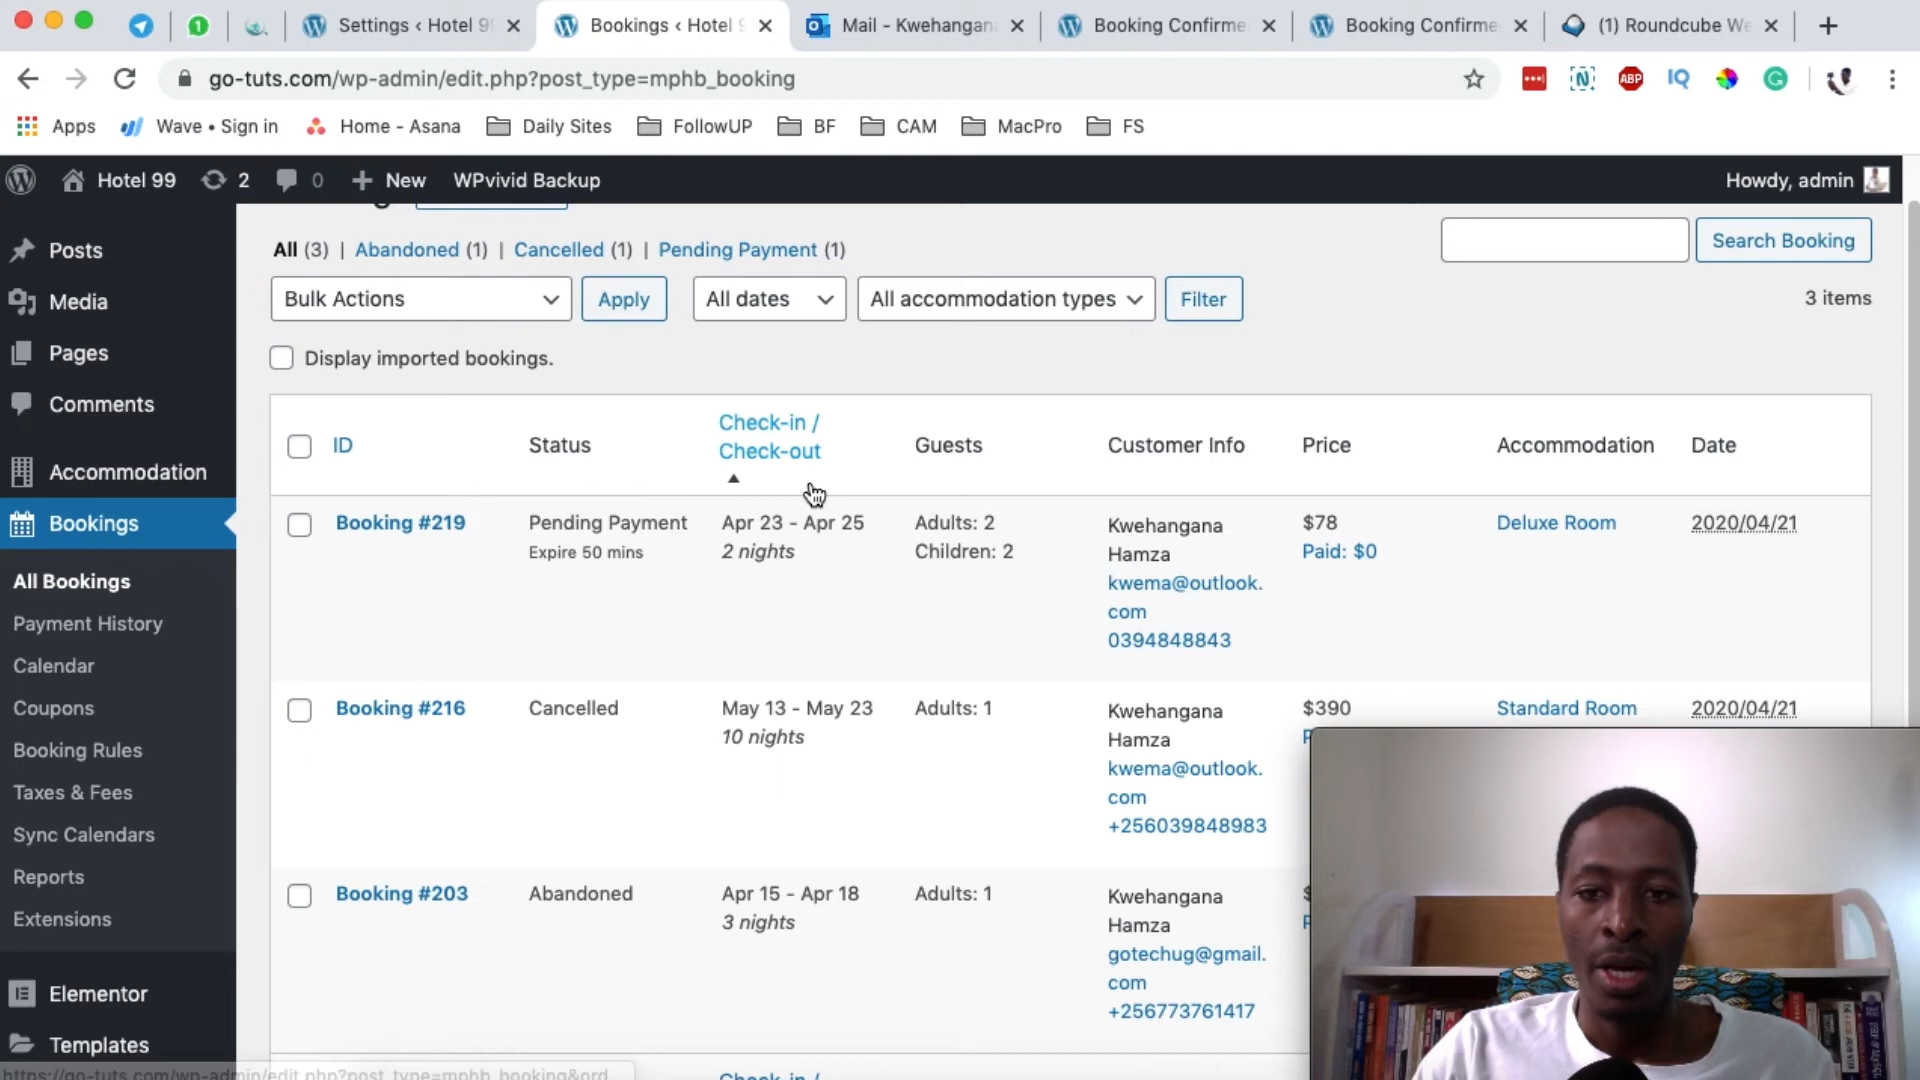 Settings ‹ Hotel 9
Bookings ‹ Hotel 9
Mail - Kwehangan
Booking Confirme
Booking Confirme
(1) Roundcube We
go-tuts.com/wp-admin/edit.php?post_type=mphb_booking
ABP
IQ
Apps
Wave • Sign in
Home - Asana
Daily Sites
FollowUP
BF
CAM
MacPro
FS
Hotel 99
2
0
New
WPvivid Backup
Howdy, admin
Posts
Media
Pages
Comments
Accommodation
Bookings
All Bookings
Payment History
Calendar
Coupons
Booking Rules
Taxes & Fees
Sync Calendars
Reports
Extensions
Elementor
Templates
All (3) | Abandoned (1) | Cancelled (1) | Pending Payment (1)
Search Booking
Bulk Actions
Apply
All dates
All accommodation types
Filter
3 items
Display imported bookings.
ID
Status
Check-in /
Check-out
Guests
Customer Info
Price
Accommodation
Date
Booking #219
Pending Payment
Expire 50 mins
Apr 23 - Apr 25
2 nights
Adults: 2
Children: 2
Kwehangana
Hamza
kwema@outlook.
com
0394848843
$78
Paid: $0
Deluxe Room
2020/04/21
Booking #216
Cancelled
May 13 - May 23
10 nights
Adults: 1
Kwehangana
Hamza
kwema@outlook.
com
+256039848983
$390
Standard Room
2020/04/21
Booking #203
Abandoned
Apr 15 - Apr 18
3 nights
Adults: 1
Kwehangana
Hamza
gotechug@gmail.
com
+256773761417
Check-in /
https://go-tuts.com/wp-admin/edit.php?post_type=mphb_booking&ord